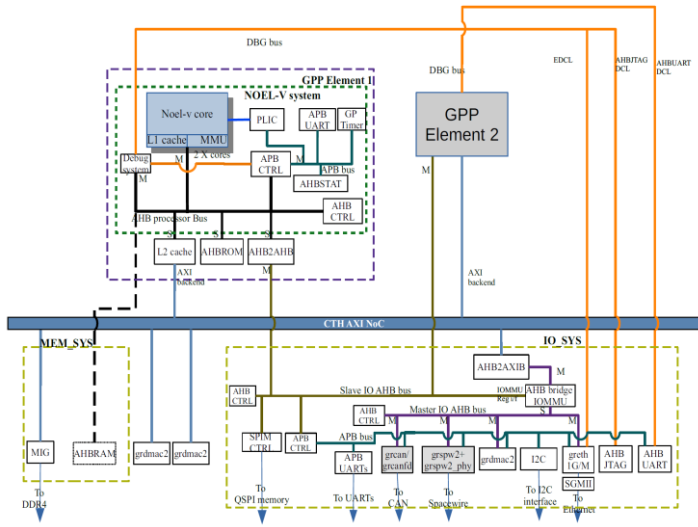 DBG bus
DBG bus
EDCL
AHBJTAG
DCL
AHBUART
DCL
GPP Element 1
NOEL-V system
Noel-v core
L1 cache
MMU
2 X cores
PLIC
APB
UART
GP
Timer
GPP
Element 2
Debug
system
M
M
APB
CTRL
M
APB bus
AHBSTAT
M
AHB
CTRL
AHB processor Bus
S
S
S
L2 cache
AHBROM
AHB2AHB
M
AXI
backend
AXI
backend
CTH AXI NoC
MEM_SYS
IO_SYS
AHB2AXIB
M
AHB
CTRL
Slave IO AHB bus
IOMMU
Reg i/f
AHB bridge
IOMMU
S
AHB
CTRL
Master IO AHB bus
M
M
M
M
SPIM
CTRL
APB
CTRL
APB bus
APB
UARTs
grcan/
grcanfd
grspw2+
grspw2_phy
grdmac2
I2C
greth
1G/M
AHB
JTAG
AHB
UART
SGMII
MIG
AHBRAM
grdmac2
grdmac2
To
DDR4
To
QSPI memory
To
To UARTs
To
CAN
To
Spacewire
To I2C
interface
To
Ethernet